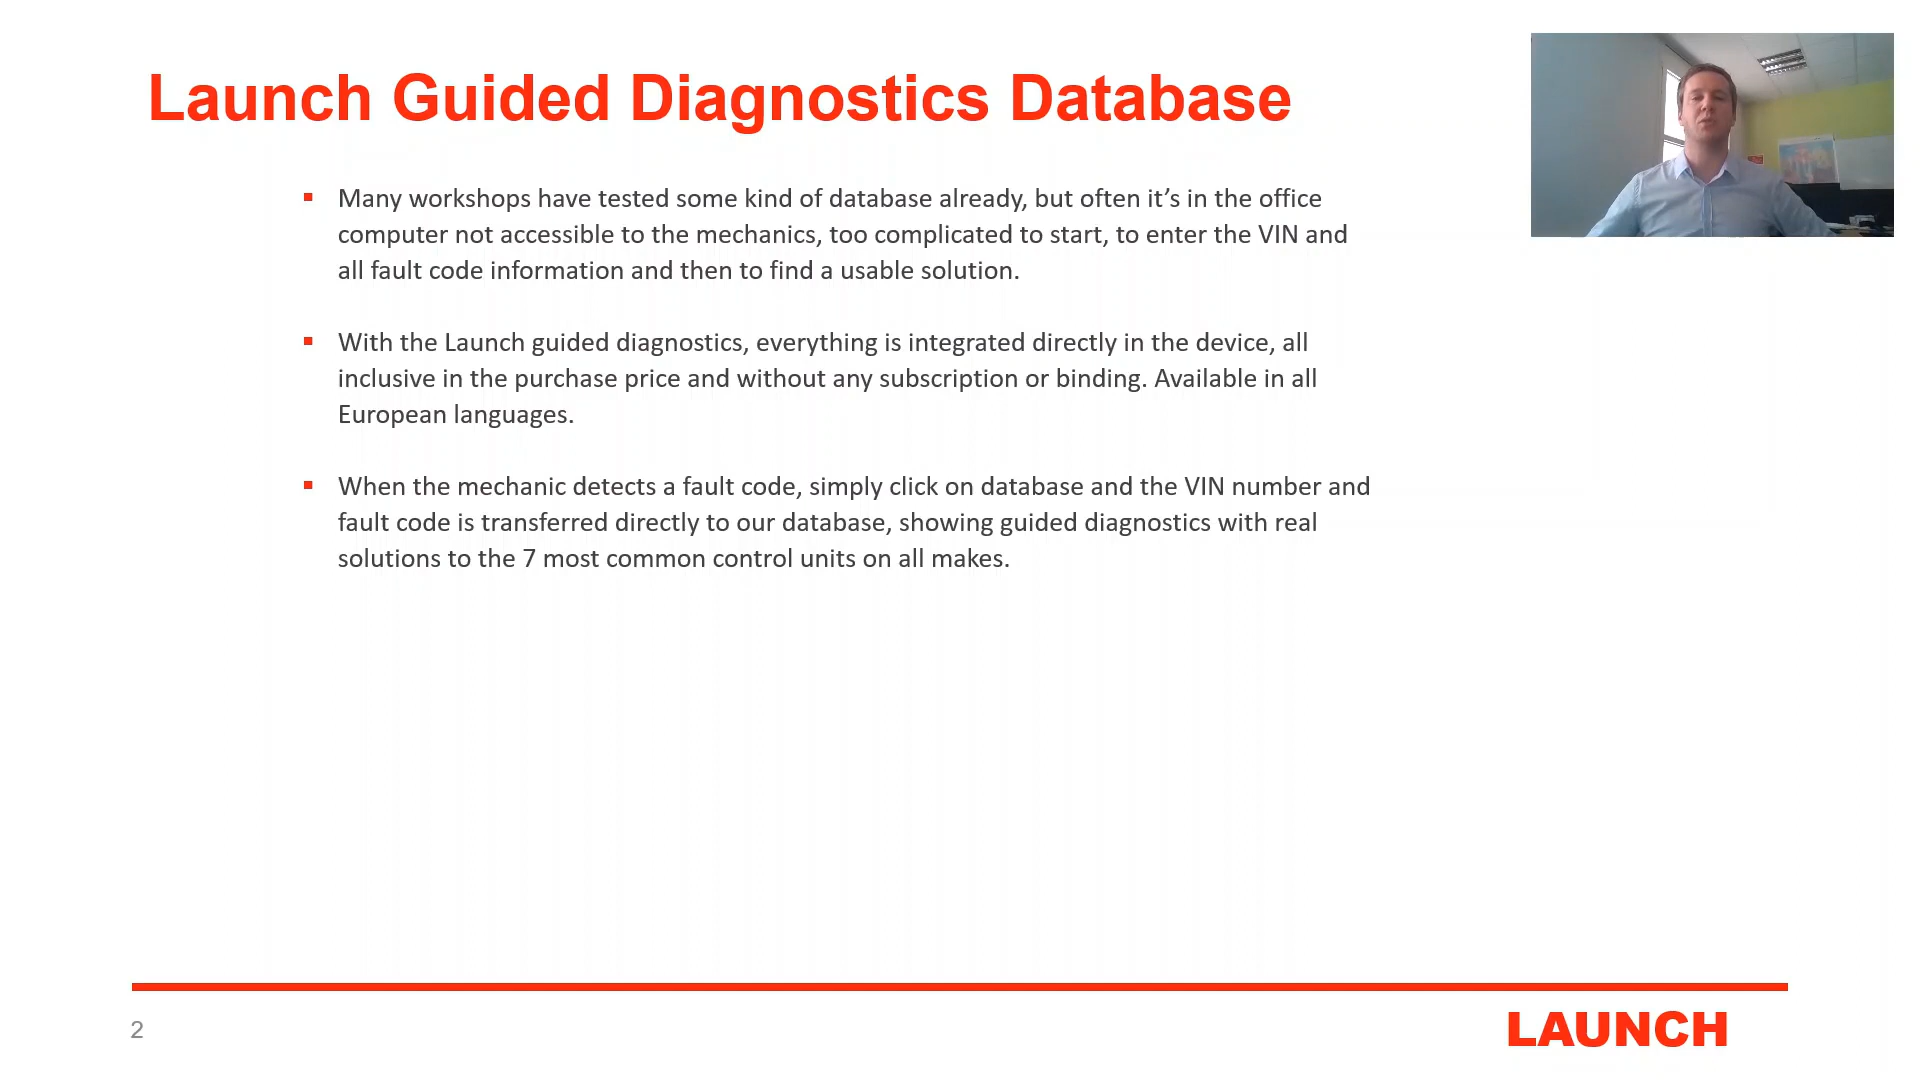 Launch Guided Diagnostics Database
Many workshops have tested some kind of database already, but often it’s in the office
computer not accessible to the mechanics, too complicated to start, to enter the VIN and
all fault code information and then to find a usable solution.
With the Launch guided diagnostics, everything is integrated directly in the device, all
inclusive in the purchase price and without any subscription or binding. Available in all
European languages.
When the mechanic detects a fault code, simply click on database and the VIN number and
fault code is transferred directly to our database, showing guided diagnostics with real
solutions to the 7 most common control units on all makes.
2
LAUNCH